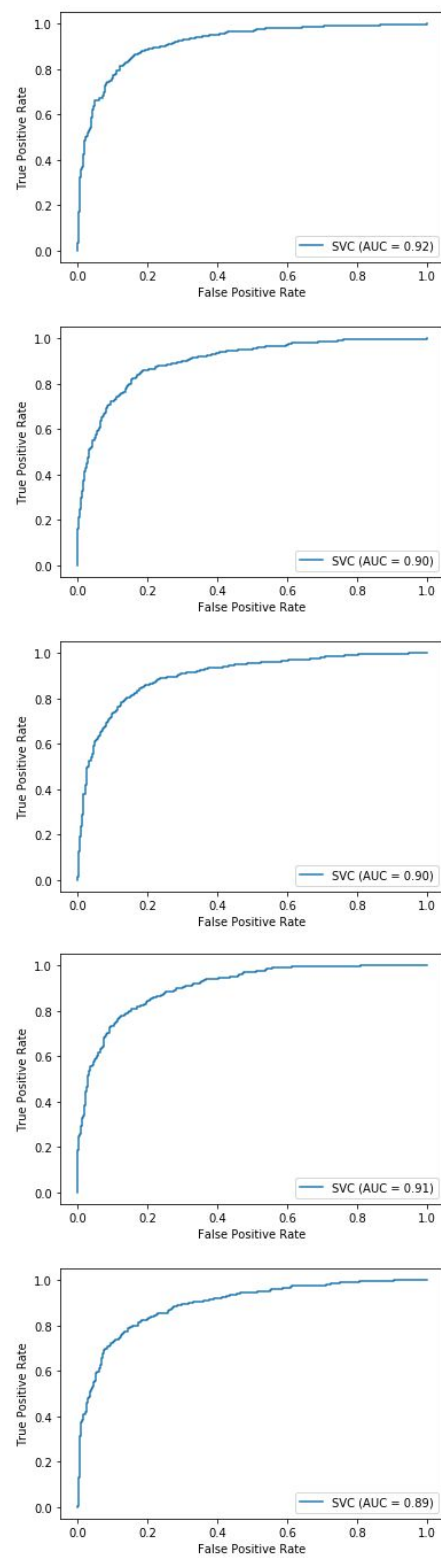 1.0
0.8
0.6
0.4
0.2
0.0
True Positive Rate
SVC (AUC = 0.92)
0.0 0.2 0.4 0.6 0.8 1.0
False Positive Rate
1.0
0.8
0.6
0.4
0.2
0.0
True Positive Rate
SVC (AUC = 0.90)
0.0 0.2 0.4 0.6 0.8 1.0
False Positive Rate
1.0
0.8
0.6
0.4
0.2
0.0
True Positive Rate
SVC (AUC = 0.90)
0.0 0.2 0.4 0.6 0.8 1.0
False Positive Rate
1.0
0.8
0.6
0.4
0.2
0.0
True Positive Rate
SVC (AUC = 0.91)
0.0 0.2 0.4 0.6 0.8 1.0
False Positive Rate
1.0
0.8
0.6
0.4
0.2
0.0
True Positive Rate
SVC (AUC = 0.89)
0.0 0.2 0.4 0.6 0.8 1.0
False Positive Rate